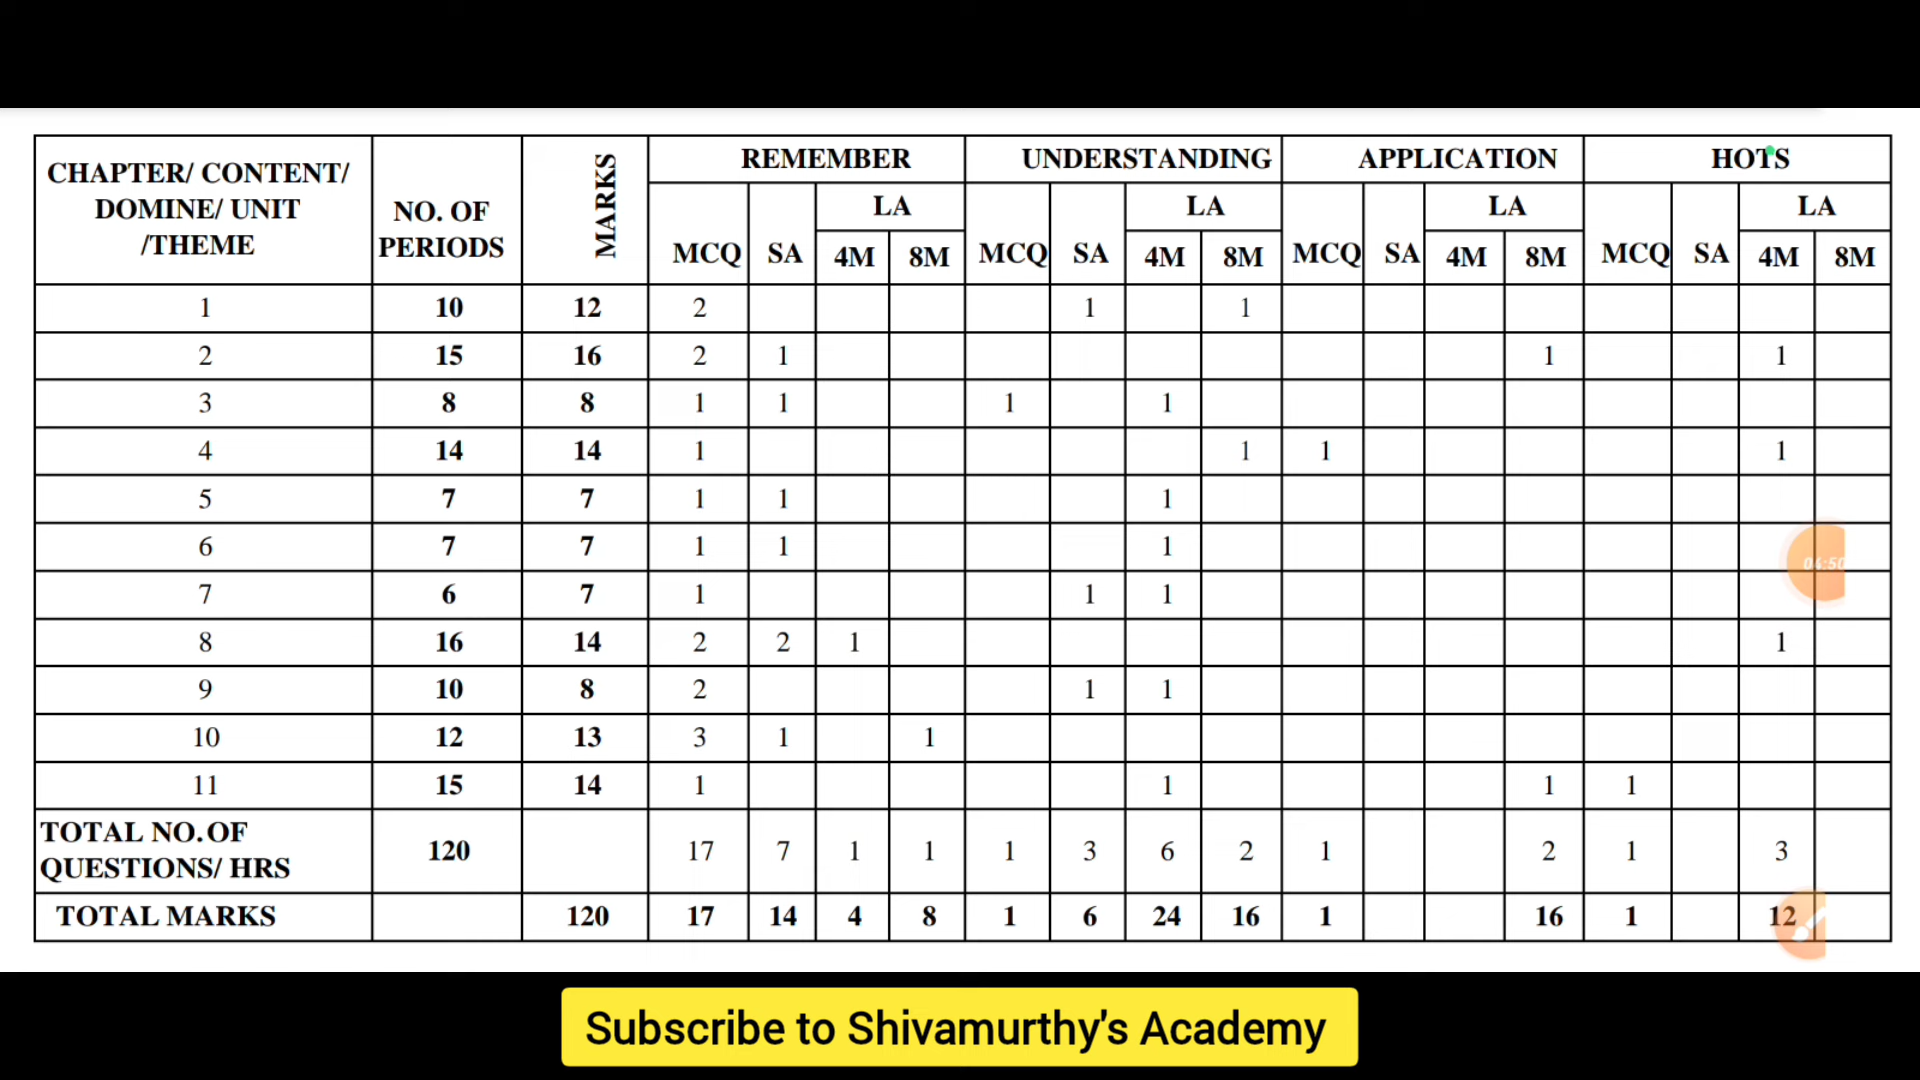 CHAPTER/ CONTENT/ DOMINE/ UNIT /THEME NO. OF PERIODS MARKS REMEMBER UNDERSTANDING APPLICATION HOTS
LA LA LA LA
MCQ SA 4M 8M MCQ SA 4M 8M MCQ SA 4M 8M MCQ SA 4M 8M
1 10 12 2 1 1
2 15 16 2 1 1 1
3 8 8 1 1 1 1
4 14 14 1 1 1 1
5 7 7 1 1 1
6 7 7 1 1 1
7 6 7 1 1 1
8 16 14 2 2 1 1
9 10 8 2 1 1
10 12 13 3 1 1
11 15 14 1 1 1 1
TOTAL NO. OF QUESTIONS/ HRS 120 17 7 1 1 1 3 6 2 1 2 1 3
TOTAL MARKS 120 17 14 4 8 1 6 24 16 1 16 1 12
Subscribe to Shivamurthy's Academy